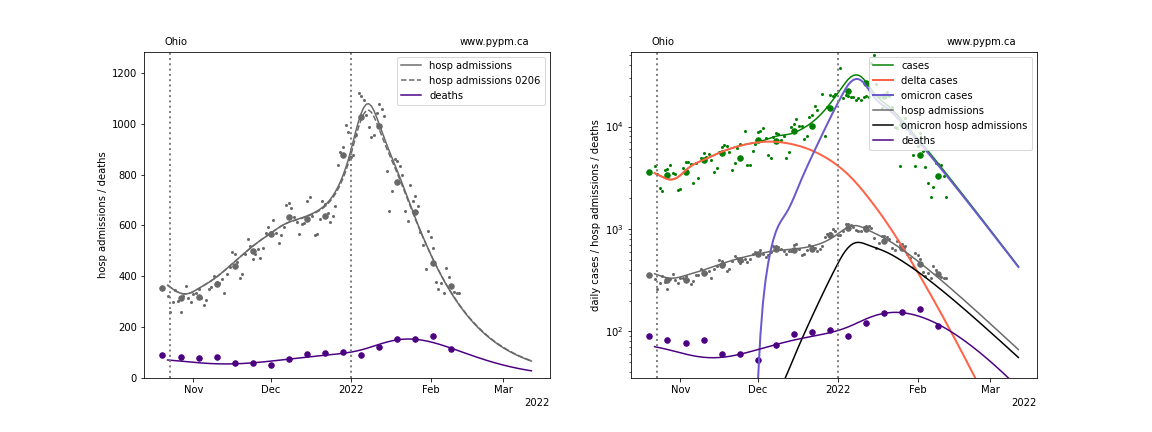 Ohio
www.pypm.ca
hosp admissions
hosp admissions 0206
deaths
hosp admissions / deaths
1200
1000
800
600
400
200
0
Nov
Dec
2022
Feb
Mar
2022
Ohio
www.pypm.ca
cases
delta cases
omicron cases
hosp admissions
omicron hosp admissions
deaths
daily cases / hosp admissions / deaths
10⁴
10³
10²
Nov
Dec
2022
Feb
Mar
2022